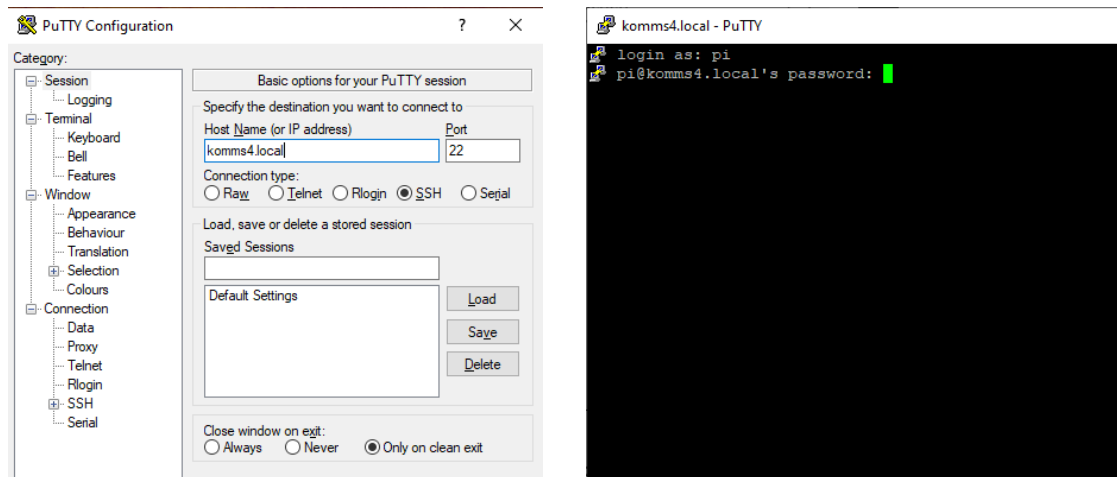 PuTTY Configuration
? ×
Category:
Session
Logging
Terminal
Keyboard
Bell
Features
Window
Appearance
Behaviour
Translation
Selection
Colours
Connection
Data
Proxy
Telnet
Rlogin
SSH
Serial
Basic options for your PuTTY session
Specify the destination you want to connect to
Host Name (or IP address) Port
komms4.local 22
Connection type:
Raw Telnet Rlogin SSH Serial
Load, save or delete a stored session
Saved Sessions
Default Settings
Load
Save
Delete
Close window on exit:
Always Never Only on clean exit
komms4.local - PuTTY
login as: pi
pi@komms4.local's password: